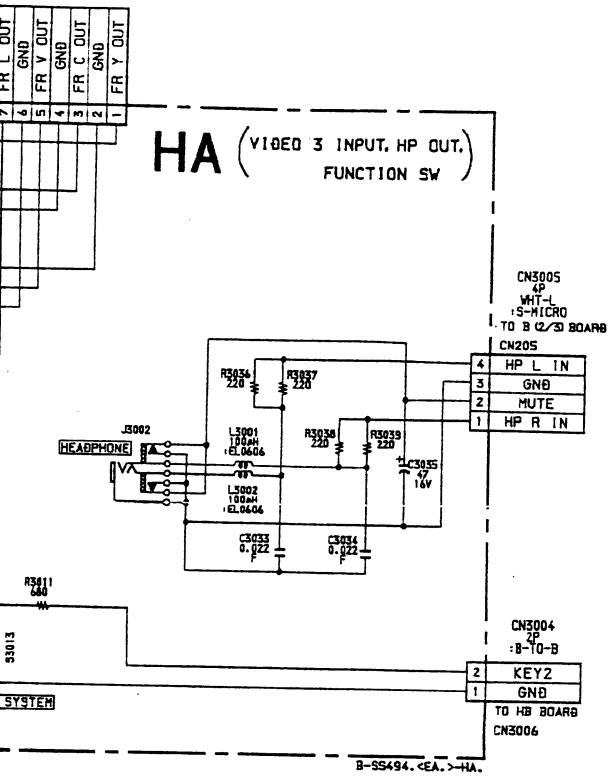 FR L OUT
GND
FR V OUT
GND
FR C OUT
GND
FR Y OUT
7
6
5
4
3
2
1
HA (VIDEO 3 INPUT, HP OUT,
FUNCTION SW)
CN3005
4P
WHT-L
:S-MICRO
TO B (2/3) BOARD
CN205
4 HP L IN
3 GND
2 MUTE
1 HP R IN
R3036
220
R3037
220
J3002
HEADPHONE
L3001
100µH
:EL0606
R3038
220
R3039
220
L3002
100µH
:EL0606
+
C3035
47
16V
C3033
0.022
F
C3034
0.022
F
R3011
680
S3013
SYSTEM
CN3004
2P
:B-TO-B
2 KEY2
1 GND
TO HB BOARD
CN3006
B-SS494.<EA.>-HA.